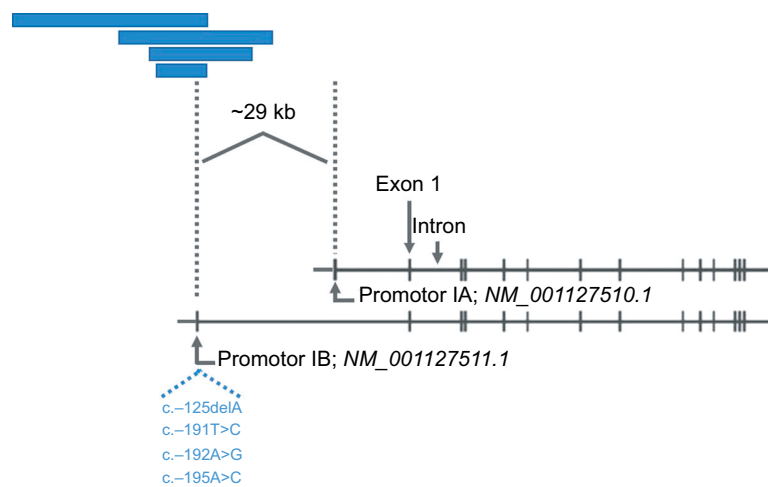 ~29 kb
Exon 1
Intron
Promotor IA; NM_001127510.1
Promotor IB; NM_001127511.1
c.–125delA
c.–191T>C
c.–192A>G
c.–195A>C